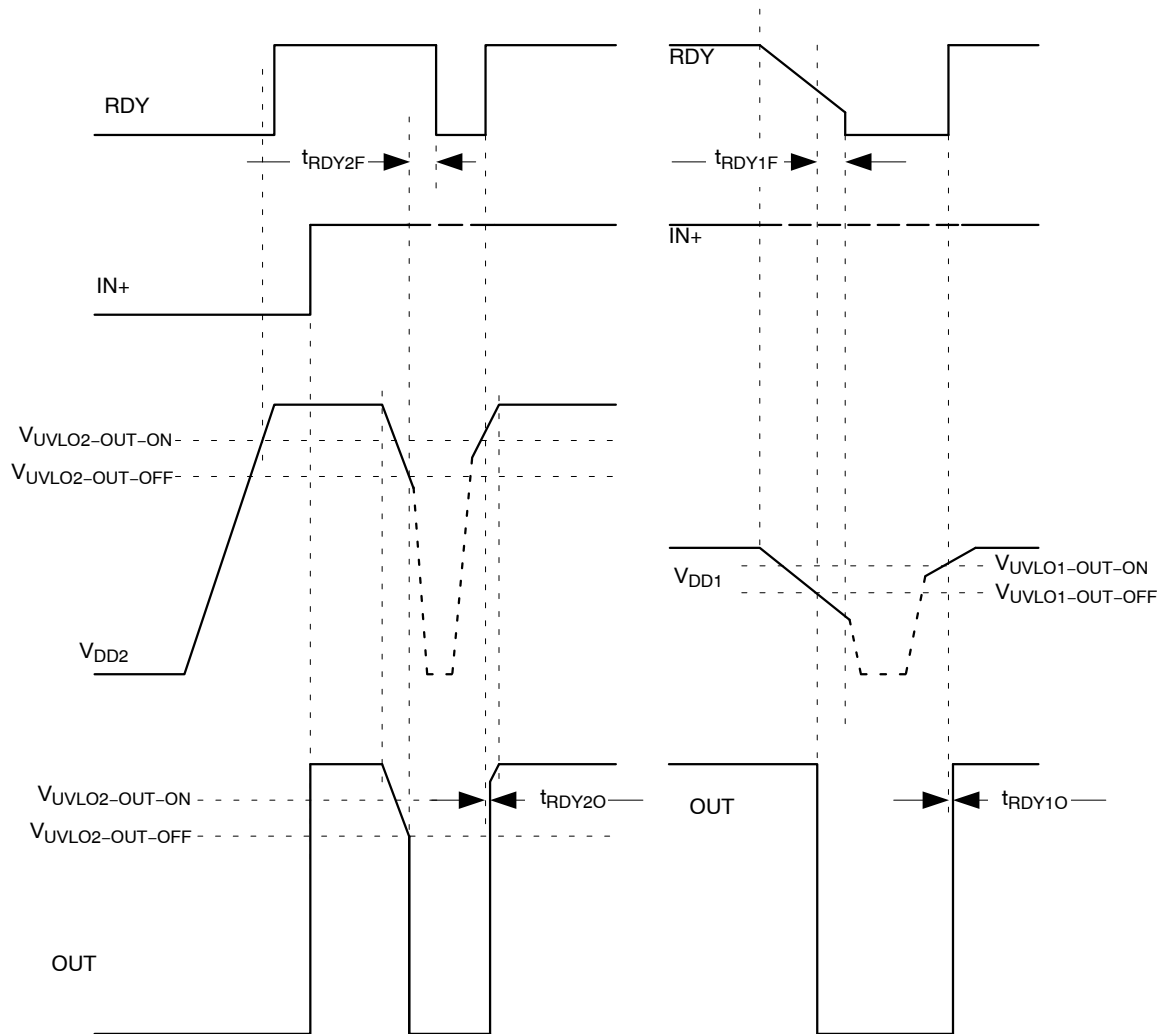 RDY
RDY
tRDY2F
tRDY1F
IN+
IN+
VUVLO2−OUT−ON
VUVLO2−OUT−OFF
VDD2
VDD1
VUVLO1−OUT−ON
VUVLO1−OUT−OFF
VUVLO2−OUT−ON
VUVLO2−OUT−OFF
tRDY2O
OUT
tRDY1O
OUT